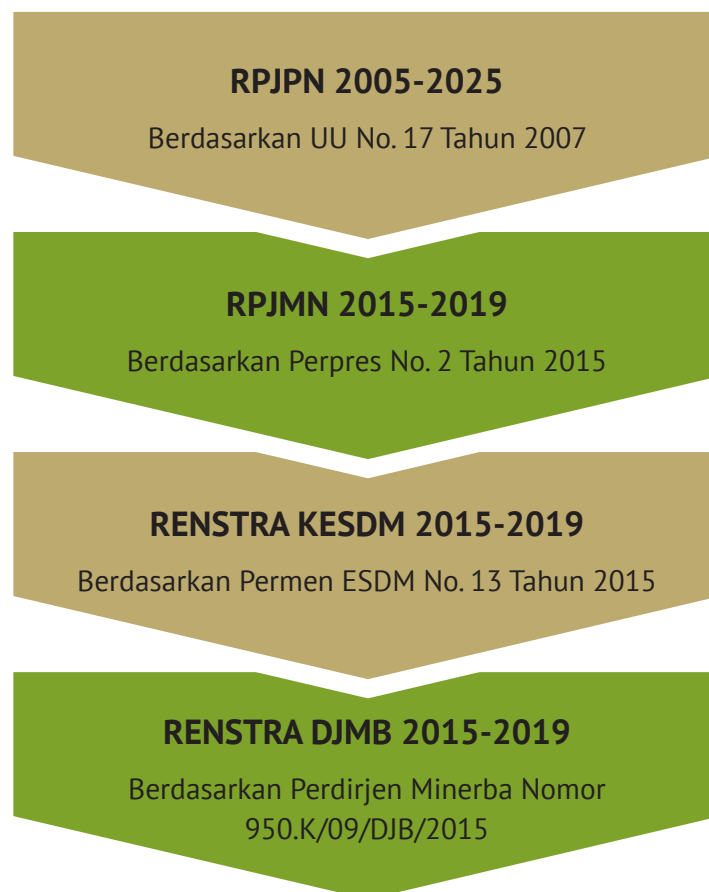 RPJPN 2005-2025
Berdasarkan UU No. 17 Tahun 2007
RPJMN 2015-2019
Berdasarkan Perpres No. 2 Tahun 2015
RENSTRA KESDM 2015-2019
Berdasarkan Permen ESDM No. 13 Tahun 2015
RENSTRA DJMB 2015-2019
Berdasarkan Perdirjen Minerba Nomor
950.K/09/DJB/2015